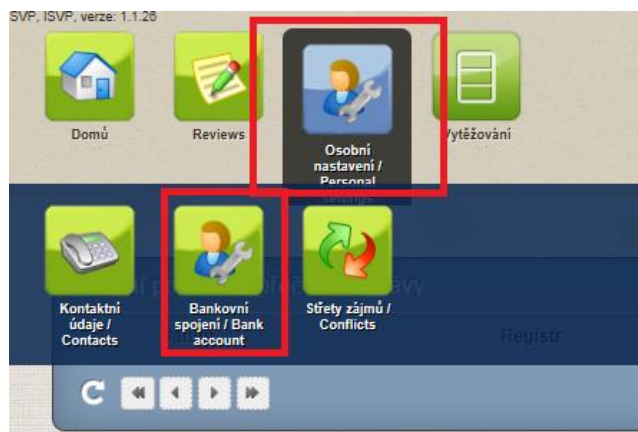 SVP, ISVP, verze: 1.1.26
Domů
Reviews
Osobní
nastavení /
Personal
settings
Vytěžování
Kontaktní
údaje /
Contacts
Bankovní
spojení / Bank
account
Střety zájmů /
Conflicts
Registr